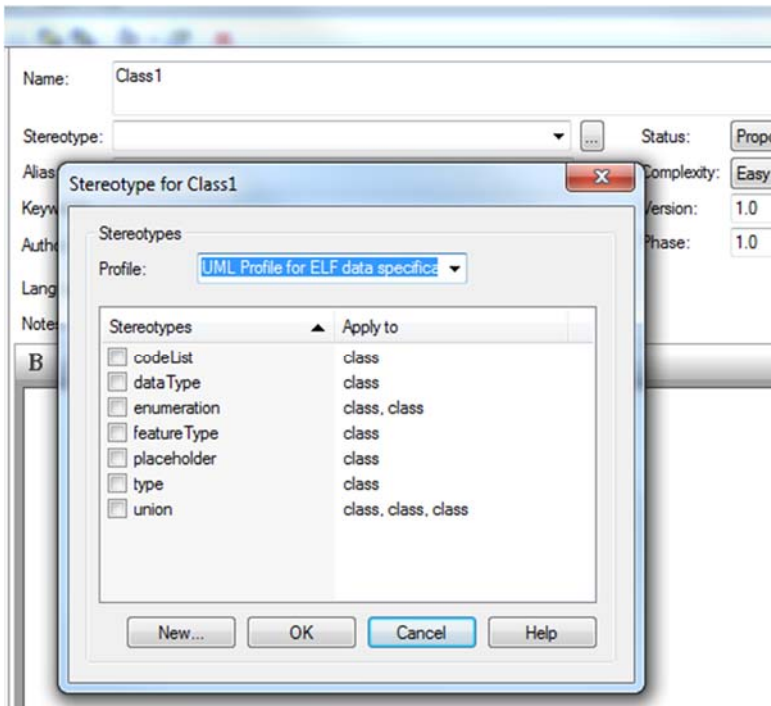 Name: Class1
Stereotype: ... Status: Propo
Alias Complexity: Easy
Keyw Version: 1.0
Autho Phase: 1.0
Lang
Note
B
Stereotype for Class1
Stereotypes
Profile: UML Profile for ELF data specifica
Stereotypes Apply to
codeList class
dataType class
enumeration class, class
featureType class
placeholder class
type class
union class, class, class
New... OK Cancel Help